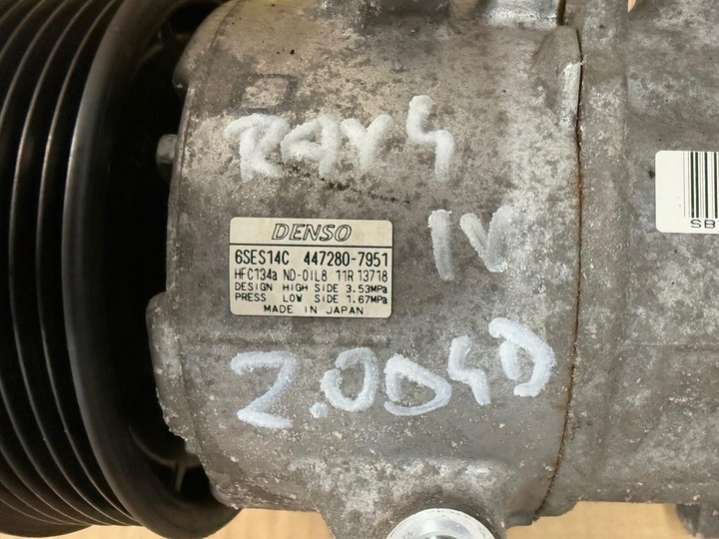 RAV4
IV
DENSO
6SES14C 447280-7951
HFC134a ND-OIL8 11R 13718
DESIGN HIGH SIDE 3.53MPa
PRESS LOW SIDE 1.67MPa
MADE IN JAPAN
2.0D4D
BS